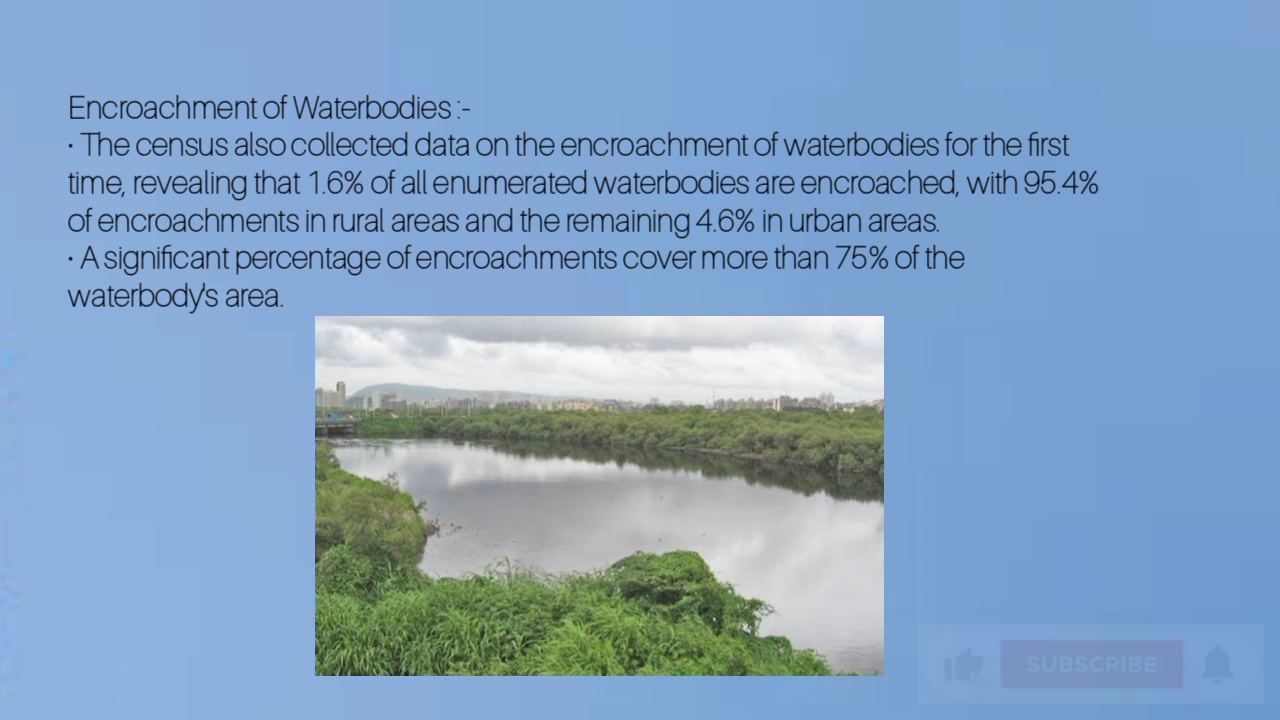 Encroachment of Waterbodies :-
• The census also collected data on the encroachment of waterbodies for the first
time, revealing that 1.6% of all enumerated waterbodies are encroached, with 95.4%
of encroachments in rural areas and the remaining 4.6% in urban areas.
• A significant percentage of encroachments cover more than 75% of the
waterbody's area.
SUBSCRIBE